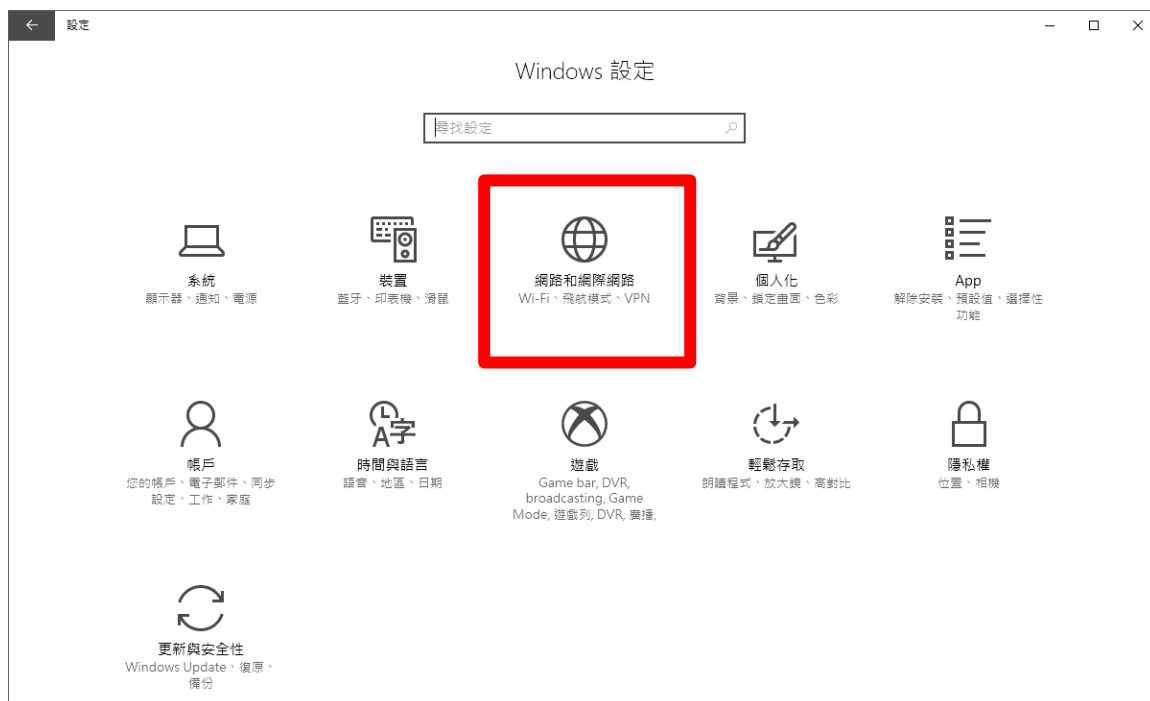 設定
Windows 設定
尋找設定
系統
顯示器、通知、電源
裝置
藍牙、印表機、滑鼠
網路和網際網路
Wi-Fi、飛航模式、VPN
個人化
背景、鎖定畫面、色彩
App
解除安裝、預設值、選擇性
功能
帳戶
您的帳戶、電子郵件、同步
設定、工作、家庭
時間與語言
語音、地區、日期
遊戲
Game bar, DVR,
broadcasting, Game
Mode, 遊戲列, DVR, 廣播,
輕鬆存取
朗讀程式、放大鏡、高對比
隱私權
位置、相機
更新與安全性
Windows Update、復原、
備份